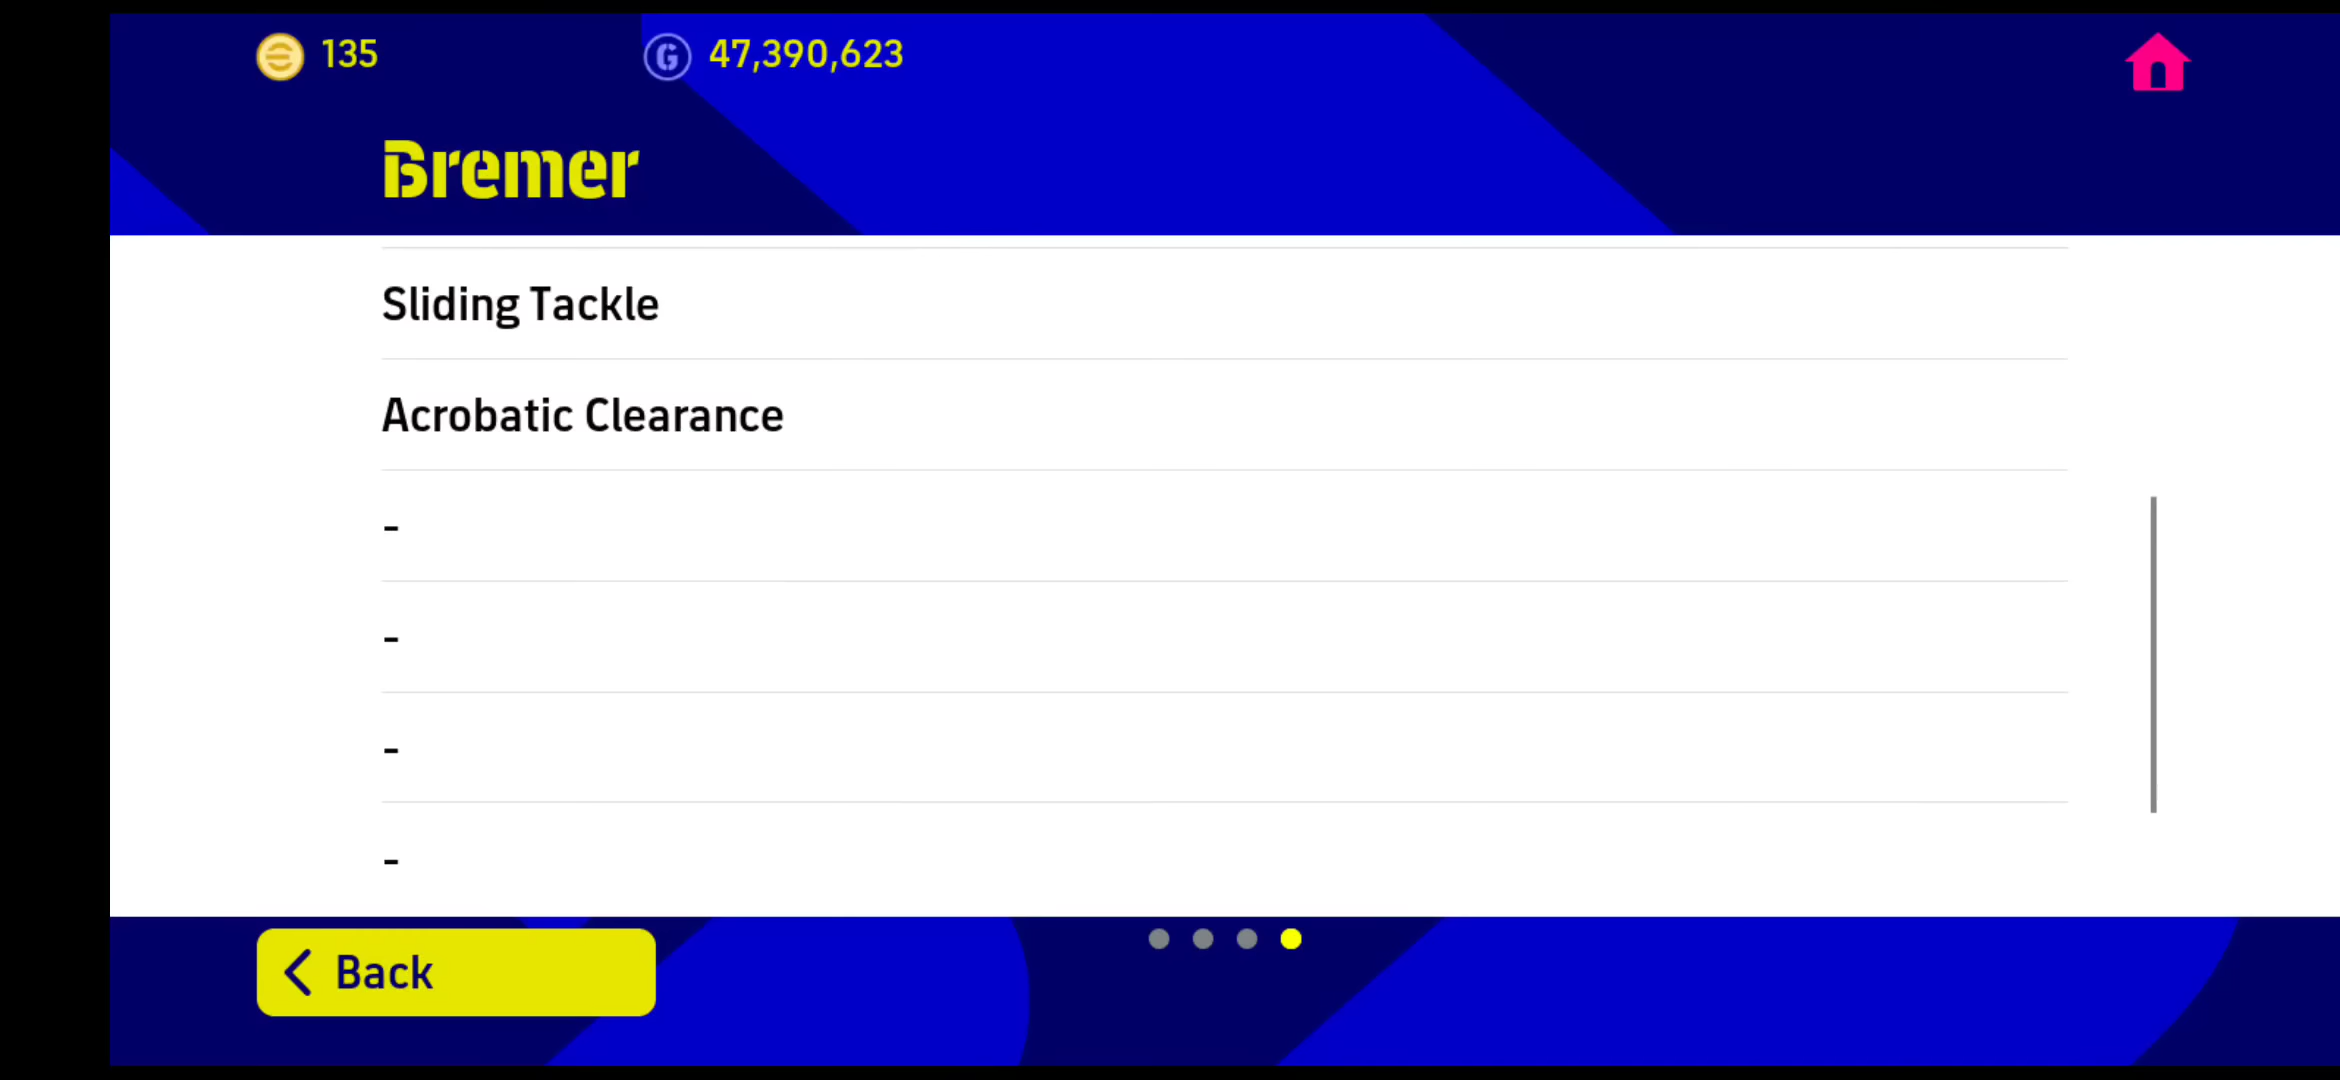 135
47,390,623
Bremer
Sliding Tackle
Acrobatic Clearance
-
-
-
-
Back